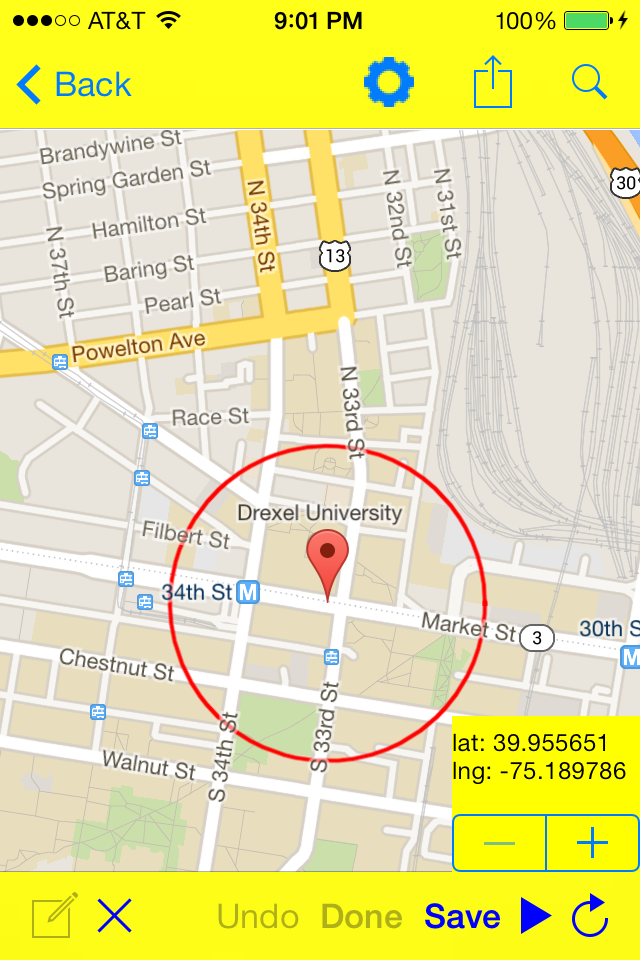 AT&T 9:01 PM 100%
Back
Brandywine St
Spring Garden St
N 34th St
N 32nd St
N 31st St
30
Hamilton St
N 37th St
13
Baring St
Pearl St
Powelton Ave
N 33rd St
Race St
Drexel University
Filbert St
34th St M
Market St 3
30th S
M
Chestnut St
S 33rd St
S 34th St
Walnut St
lat: 39.955651
lng: -75.189786
− +
Undo Done Save